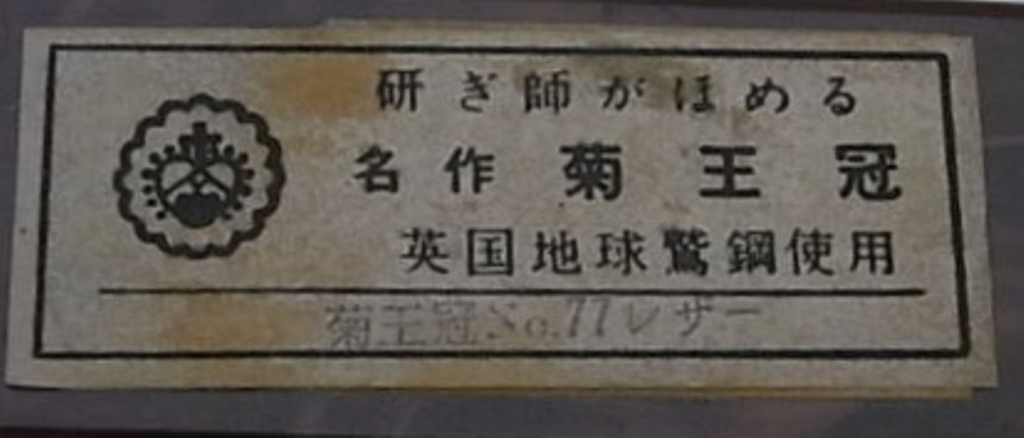 研ぎ師がほめる
名作 菊王冠
英国地球鷲鋼使用
菊王冠No.77レザー